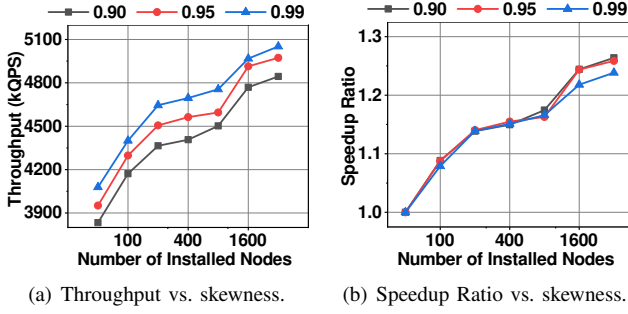 0.90 0.95 0.99
Throughput (kQPS)
5100
4800
4500
4200
3900
100 400 1600
Number of Installed Nodes
(a) Throughput vs. skewness.
0.90 0.95 0.99
Speedup Ratio
1.3
1.2
1.1
1.0
100 400 1600
Number of Installed Nodes
(b) Speedup Ratio vs. skewness.